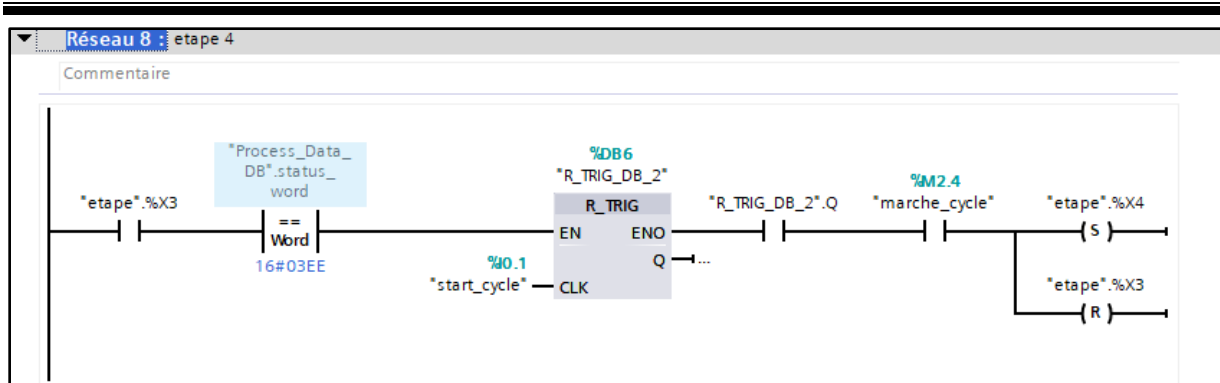 Réseau 8 : etape 4
Commentaire
"Process_Data_
DB".status_
word
%DB6
"R_TRIG_DB_2"
%M2.4
"etape".%X3
==
Word
16#03EE
R_TRIG
EN ENO
Q ...
CLK
%I0.1
"start_cycle"
"R_TRIG_DB_2".Q
"marche_cycle"
"etape".%X4
S
"etape".%X3
R